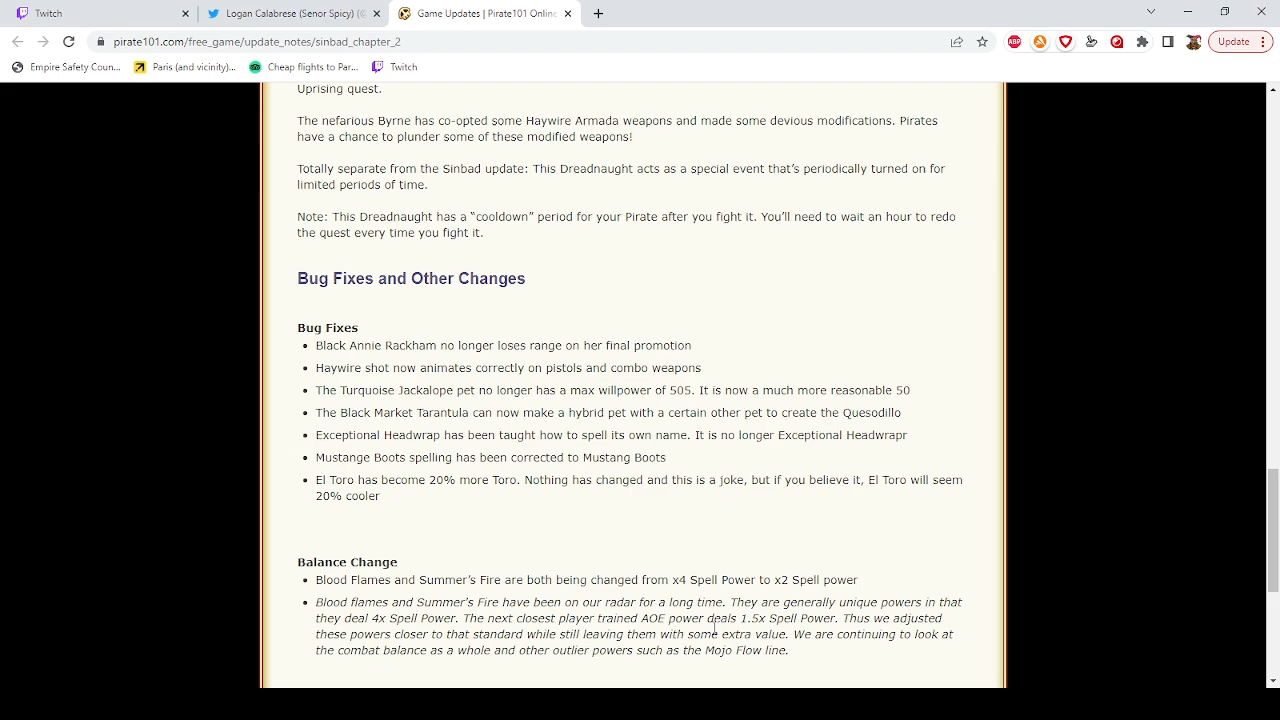 Twitch
Logan Calabrese (Senor Spicy) (
Game Updates | Pirate101 Online
pirate101.com/free_game/update_notes/sinbad_chapter_2
ABP
Update
Empire Safety Coun...
Paris (and vicinity)...
Cheap flights to Par...
Twitch
Uprising quest.
The nefarious Byrne has co-opted some Haywire Armada weapons and made some devious modifications. Pirates
have a chance to plunder some of these modified weapons!
Totally separate from the Sinbad update: This Dreadnaught acts as a special event that's periodically turned on for
limited periods of time.
Note: This Dreadnaught has a “cooldown” period for your Pirate after you fight it. You'll need to wait an hour to redo
the quest every time you fight it.
Bug Fixes and Other Changes
Bug Fixes
• Black Annie Rackham no longer loses range on her final promotion
• Haywire shot now animates correctly on pistols and combo weapons
• The Turquoise Jackalope pet no longer has a max willpower of 505. It is now a much more reasonable 50
• The Black Market Tarantula can now make a hybrid pet with a certain other pet to create the Quesodillo
• Exceptional Headwrap has been taught how to spell its own name. It is no longer Exceptional Headwrapr
• Mustange Boots spelling has been corrected to Mustang Boots
• El Toro has become 20% more Toro. Nothing has changed and this is a joke, but if you believe it, El Toro will seem
20% cooler
Balance Change
• Blood Flames and Summer's Fire are both being changed from x4 Spell Power to x2 Spell power
• Blood flames and Summer's Fire have been on our radar for a long time. They are generally unique powers in that
they deal 4x Spell Power. The next closest player trained AOE power deals 1.5x Spell Power. Thus we adjusted
these powers closer to that standard while still leaving them with some extra value. We are continuing to look at
the combat balance as a whole and other outlier powers such as the Mojo Flow line.